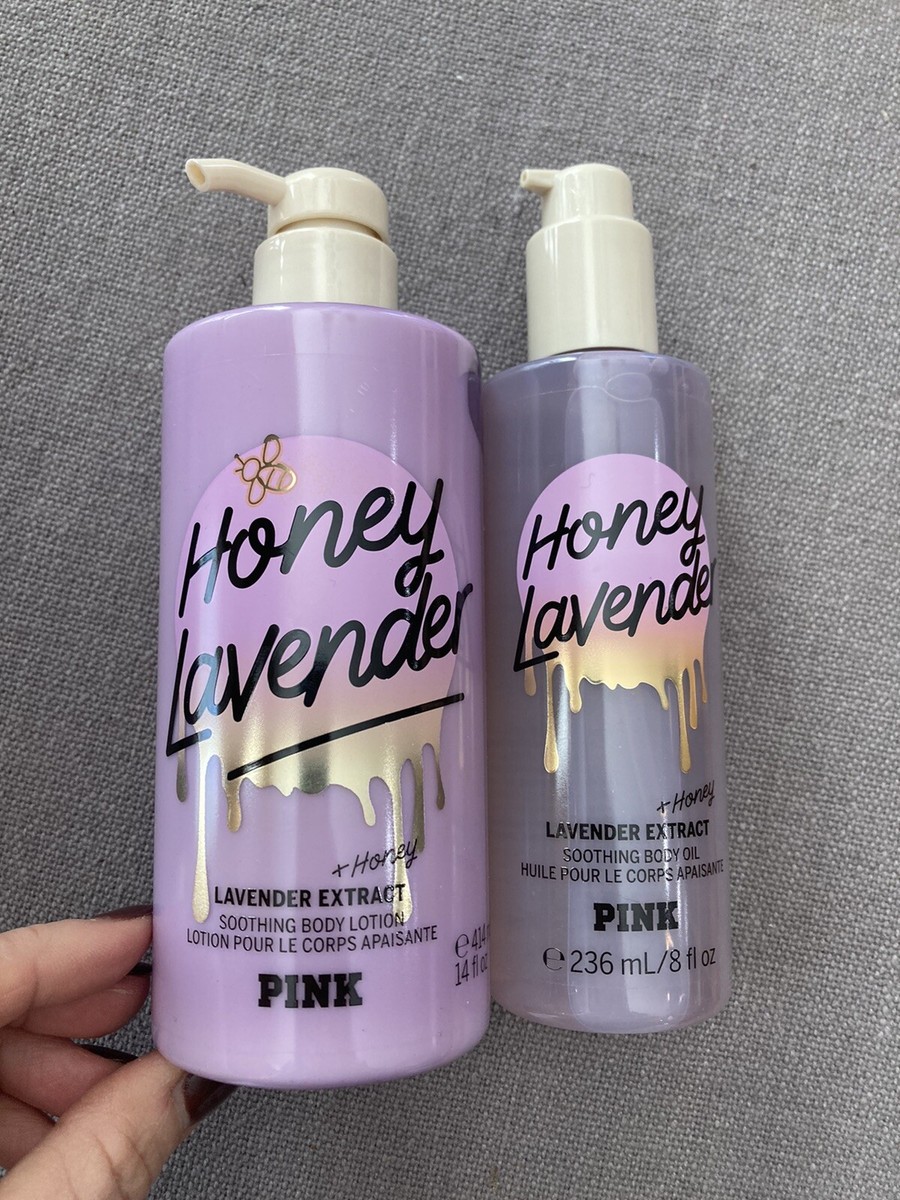 Honey
Lavender
+ Honey
LAVENDER EXTRACT
SOOTHING BODY LOTION
LOTION POUR LE CORPS APAISANTE
℮ 414
14 fl oz
PINK
Honey
Lavender
+ Honey
LAVENDER EXTRACT
SOOTHING BODY OIL
HUILE POUR LE CORPS APAISANTE
PINK
℮ 236 mL/8 fl oz